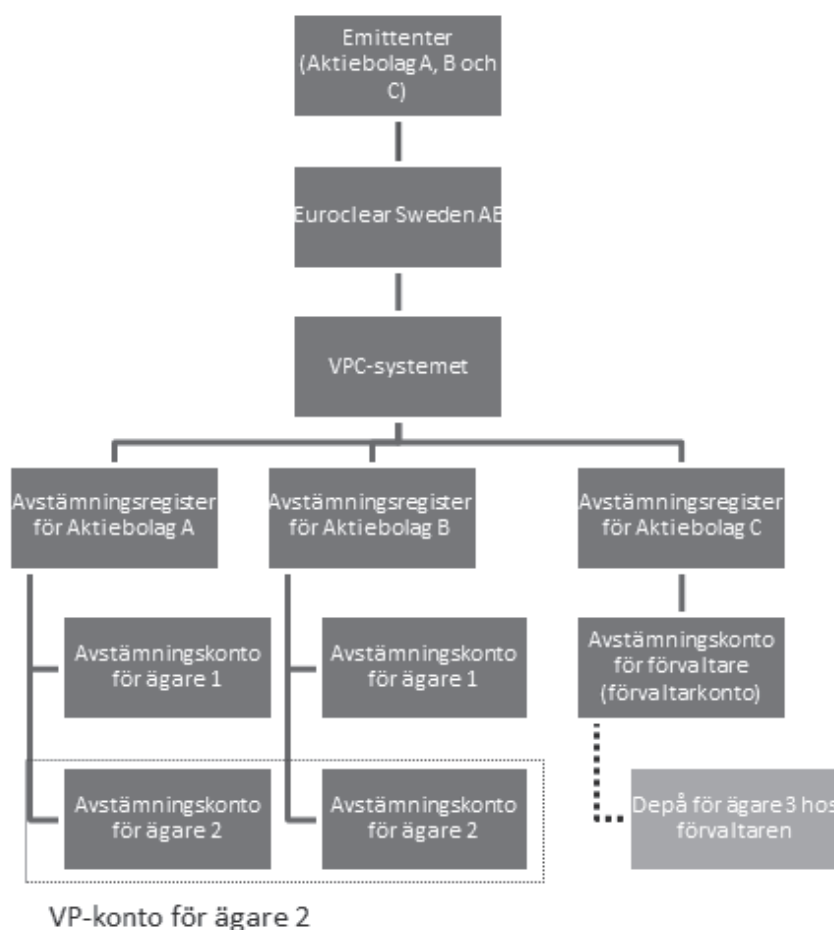 Emittenter
(Aktiebolag A, B och
C)
Euroclear Sweden AB
VPC-systemet
Avstämningsregister
för Aktiebolag A
Avstämningsregister
för Aktiebolag B
Avstämningsregister
för Aktiebolag C
Avstämningskonto
för ägare 1
Avstämningskonto
för ägare 1
Avstämningskonto
för förvaltare
(förvaltarkonto)
Avstämningskonto
för ägare 2
Avstämningskonto
för ägare 2
Depå för ägare 3 hos
förvaltaren
VP-konto för ägare 2